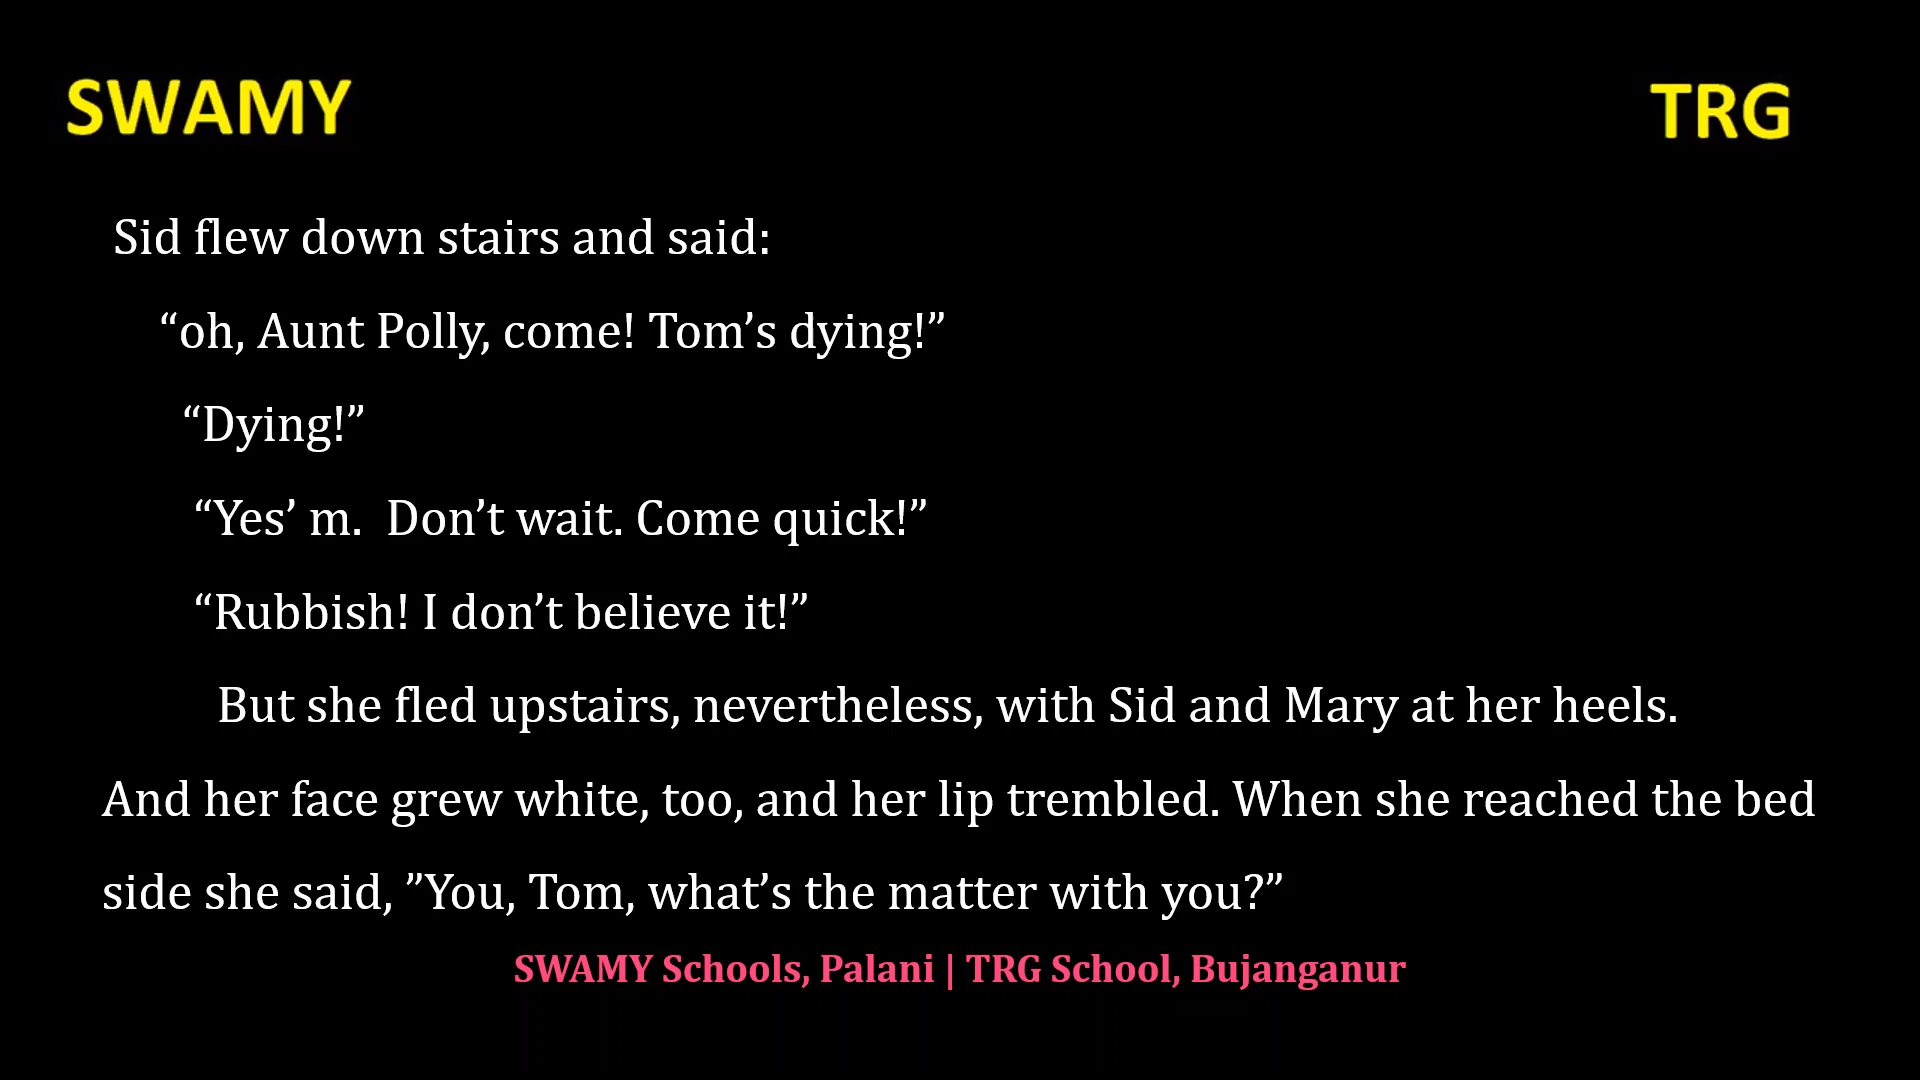 SWAMY TRG
Sid flew down stairs and said:
“oh, Aunt Polly, come! Tom’s dying!”
“Dying!”
“Yes’ m.  Don’t wait. Come quick!”
“Rubbish! I don’t believe it!”
But she fled upstairs, nevertheless, with Sid and Mary at her heels.
And her face grew white, too, and her lip trembled. When she reached the bed
side she said, ”You, Tom, what’s the matter with you?”
SWAMY Schools, Palani | TRG School, Bujanganur